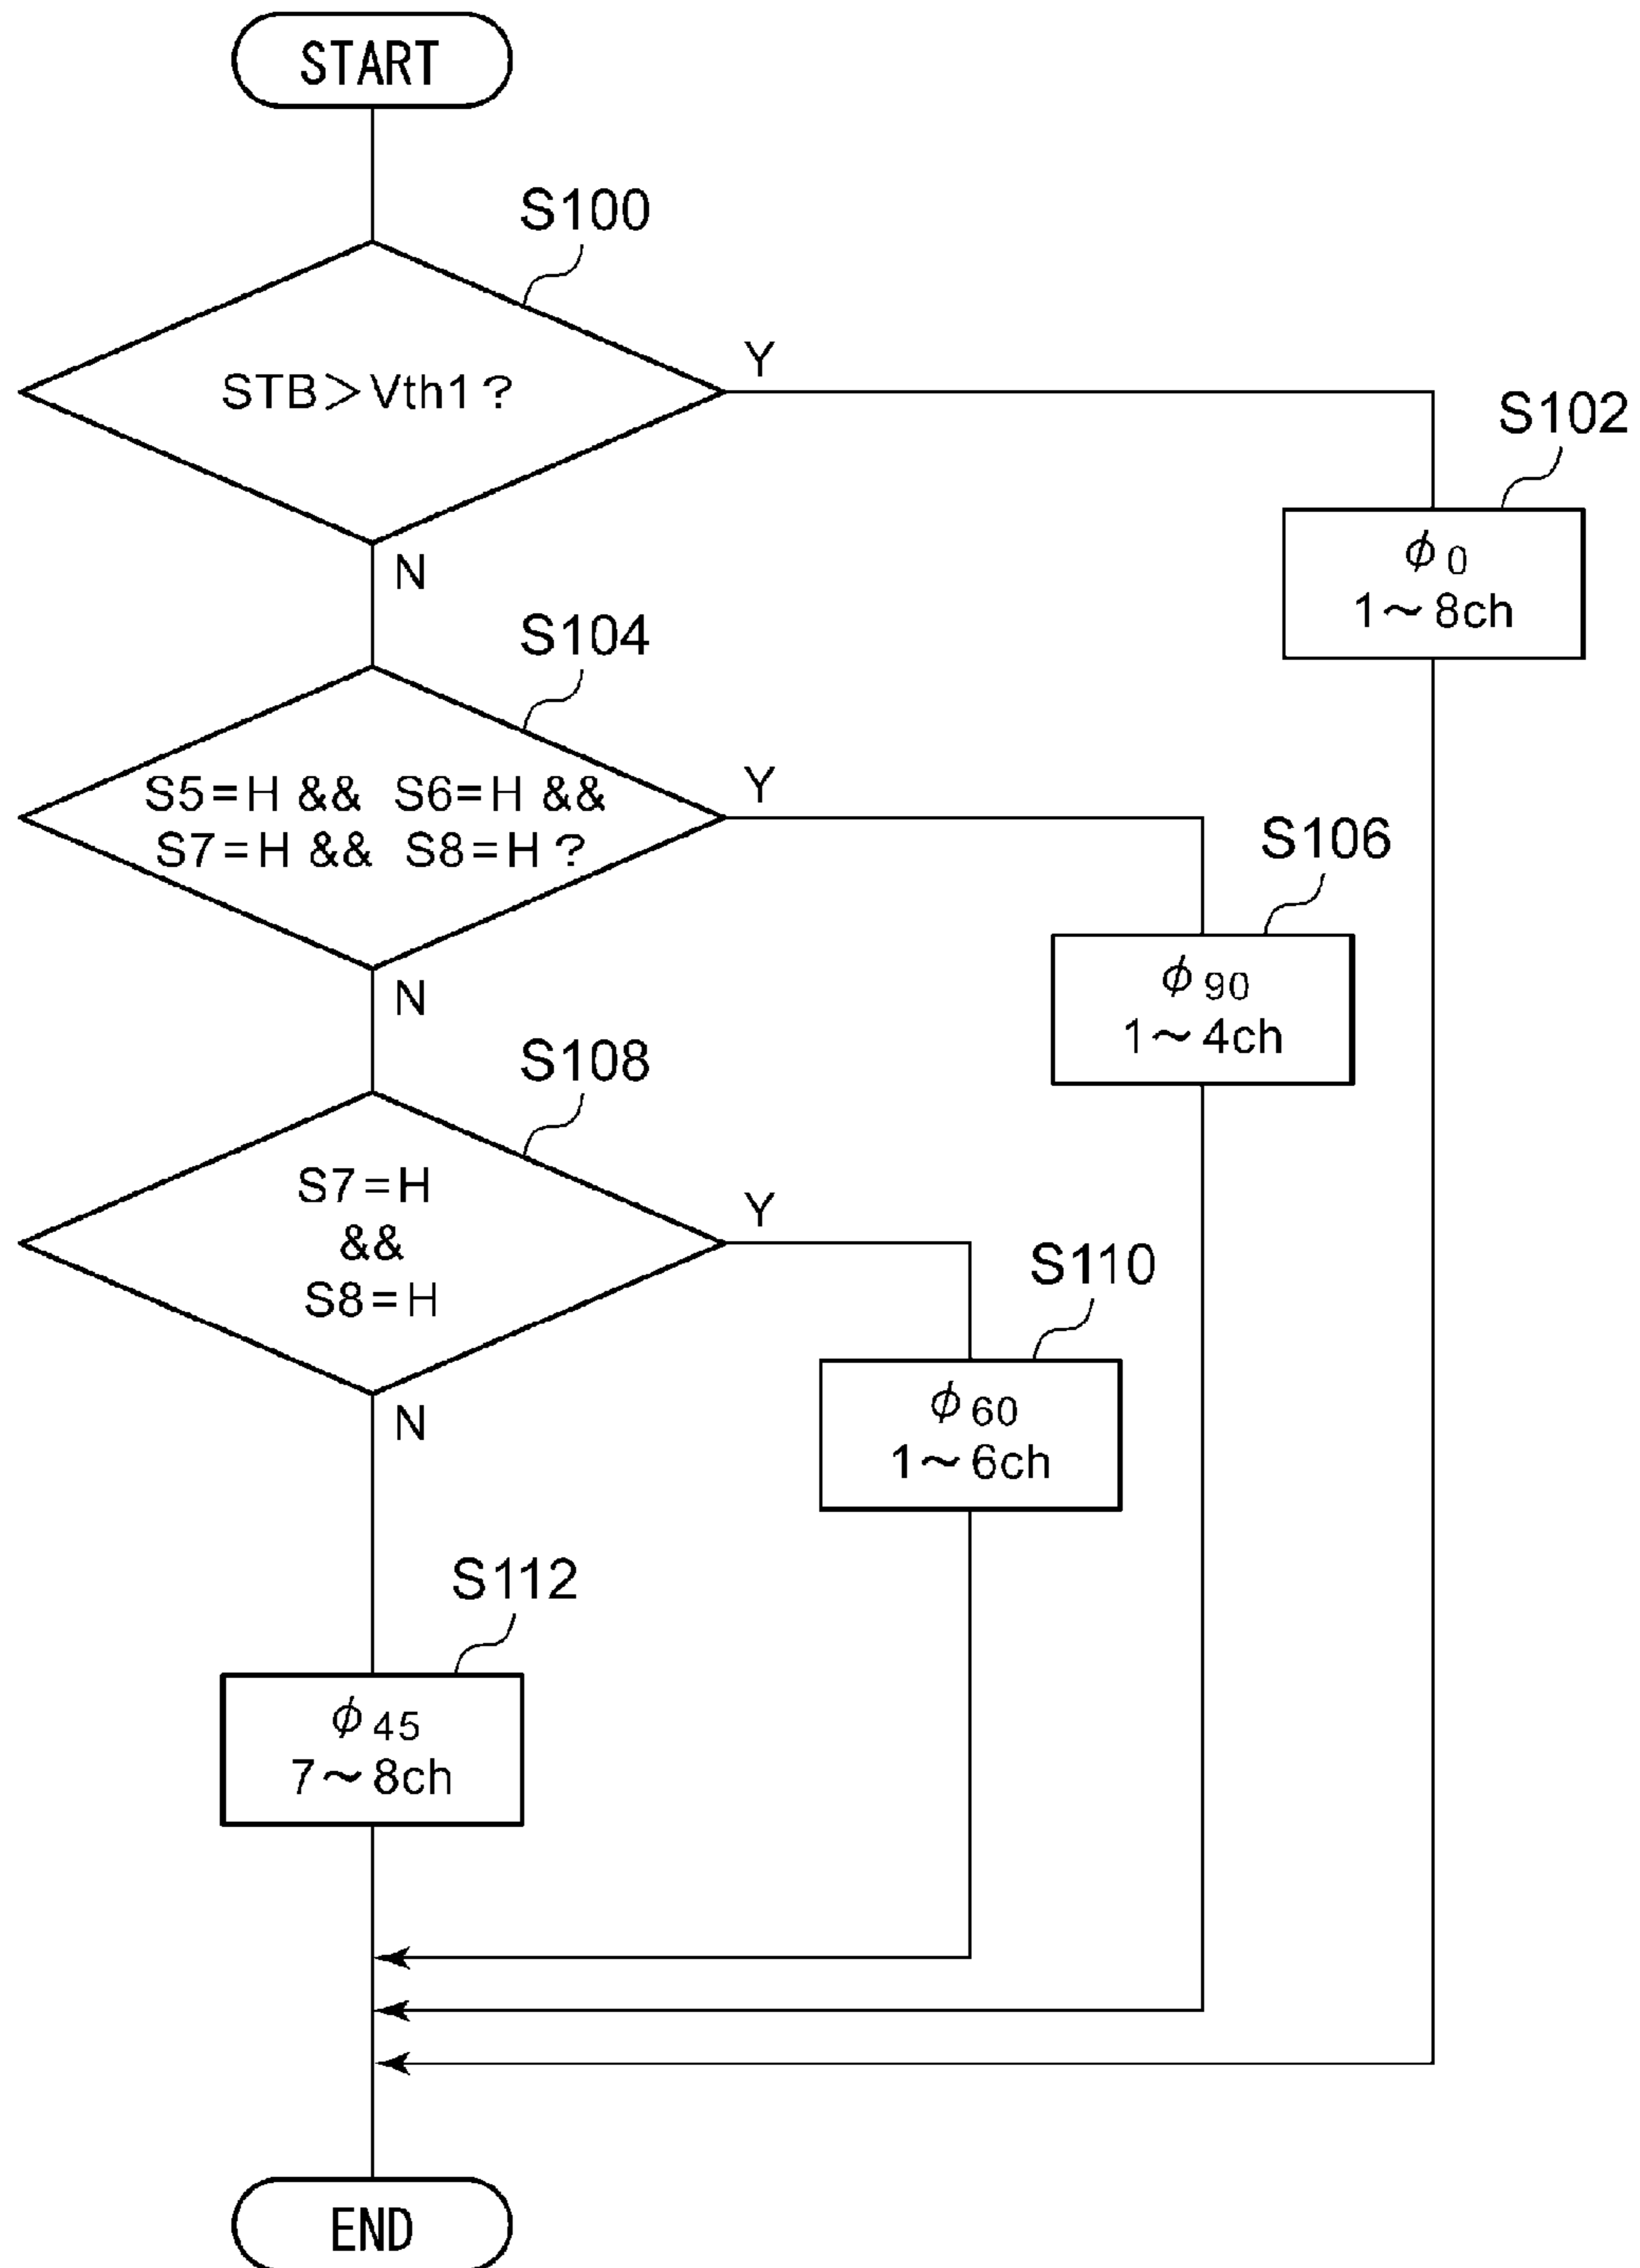 START
S100
STB>Vth1?
Y
N
S102
ϕ0
1~8ch
S104
S5=H && S6=H &&
S7=H && S8=H?
Y
N
S106
ϕ90
1~4ch
S108
S7=H
&&
S8=H
Y
N
S110
ϕ60
1~6ch
S112
ϕ45
7~8ch
END